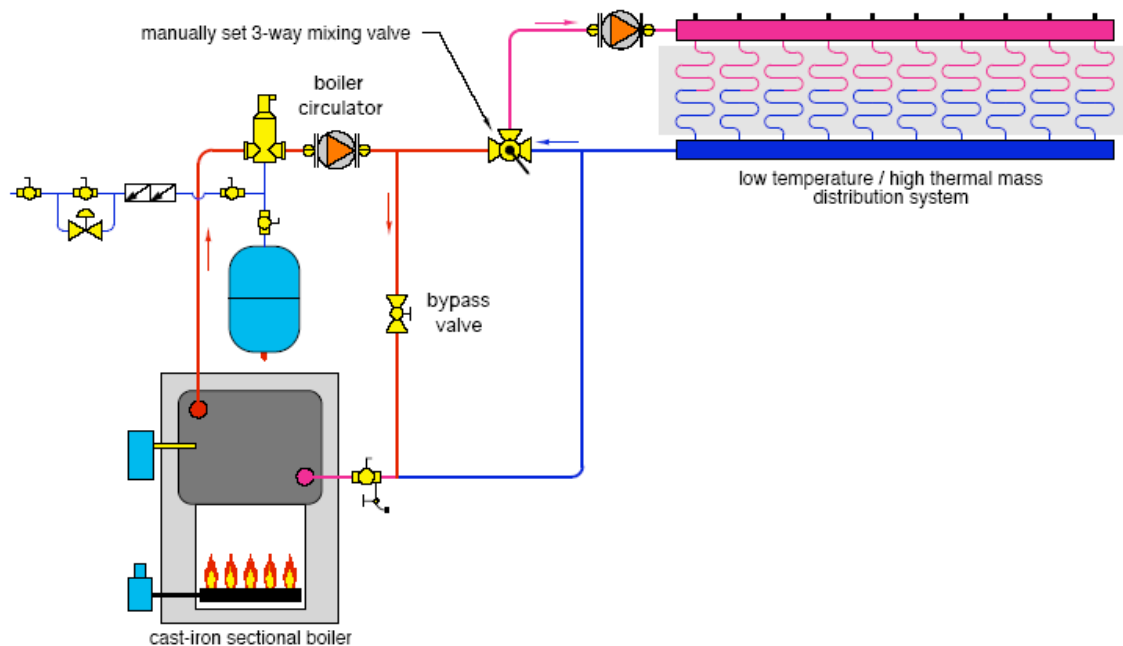 manually set 3-way mixing valve
boiler
circulator
low temperature / high thermal mass
distribution system
bypass
valve
cast-iron sectional boiler